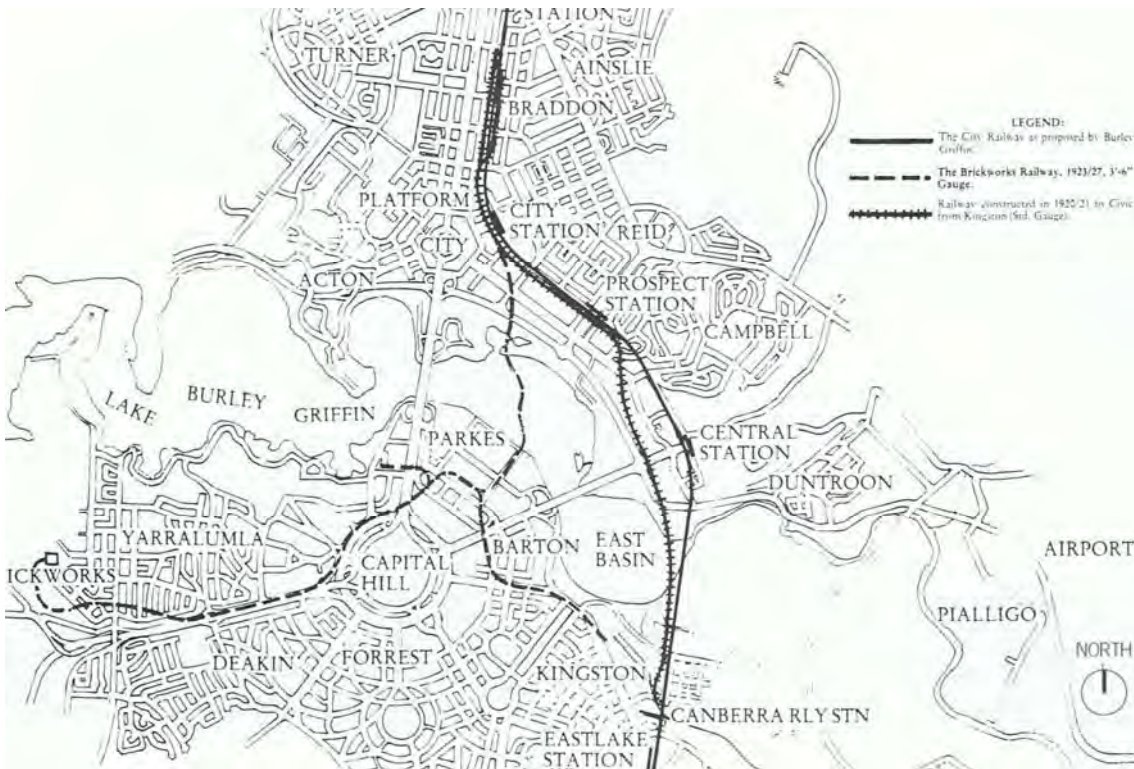 STATION
TURNER
AINSLIE
BRADDON
LEGEND:
The City Railway as proposed by Burley
Griffin.
The Brickworks Railway, 1923/27, 3'-6"
Gauge.
Railway constructed in 1920/21 to Civic
from Kingston (Std. Gauge).
PLATFORM
CITY
STATION
REID
CITY
ACTON
PROSPECT
STATION
CAMPBELL
LAKE BURLEY GRIFFIN
PARKES
CENTRAL
STATION
DUNTROON
YARRALUMLA
BARTON
EAST
BASIN
AIRPORT
ICKWORKS
CAPITAL
HILL
PIALLIGO
DEAKIN
FORREST
KINGSTON
NORTH
CANBERRA RLY STN
EASTLAKE
STATION